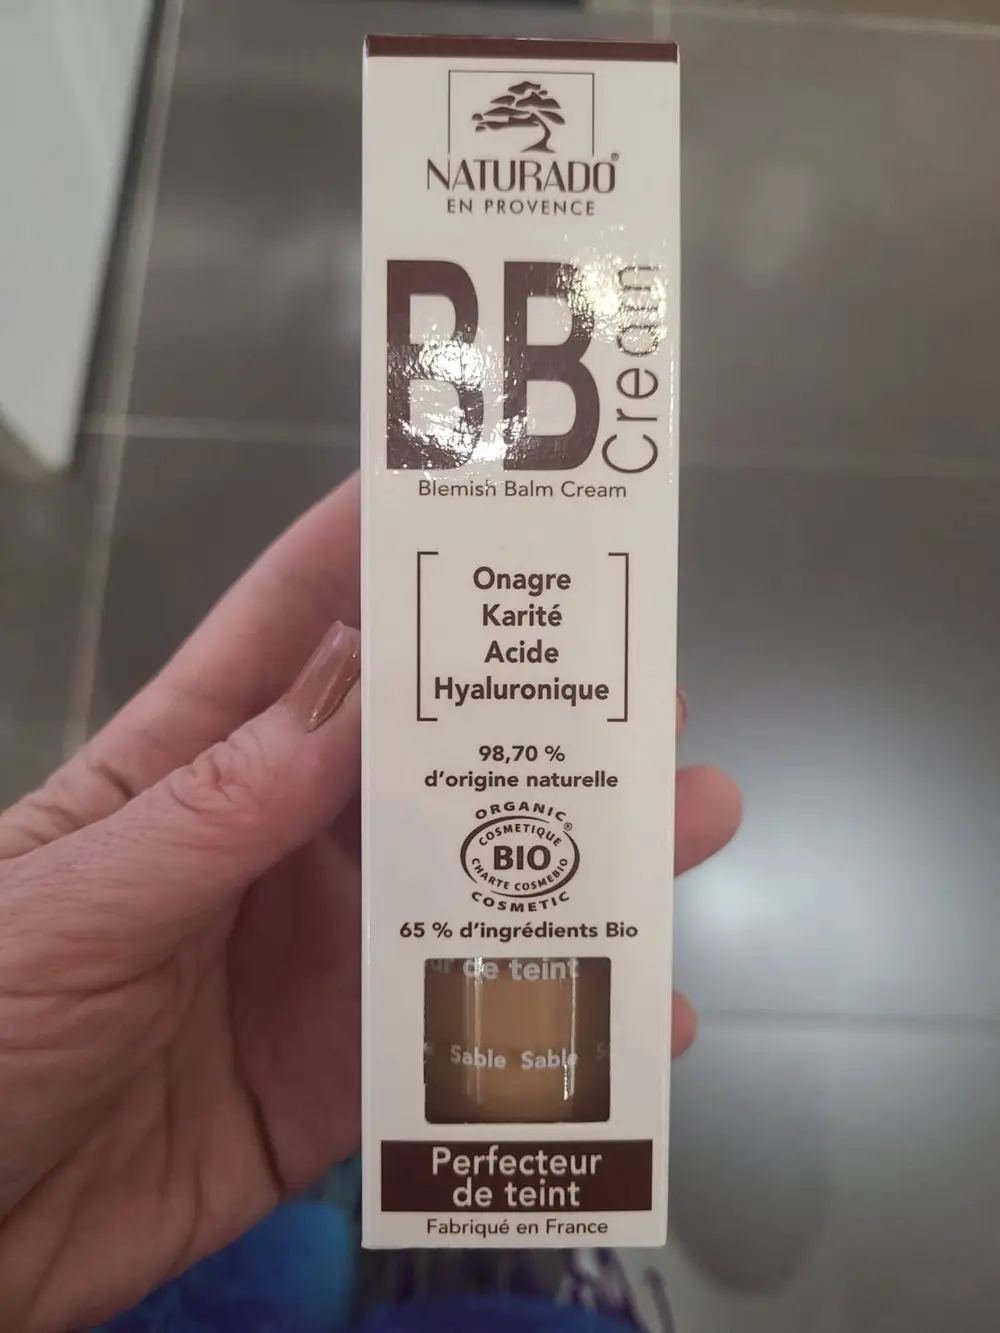 NATURADO®
EN PROVENCE
BB
Cream
Blemish Balm Cream
Onagre
Karité
Acide
Hyaluronique
98,70 %
d'origine naturelle
ORGANIC
COSMETIQUE
BIO
®
CHARTE COSMEBIO
COSMETIC
65 % d'ingrédients Bio
de teint
Sable Sable
Perfecteur
de teint
Fabriqué en France